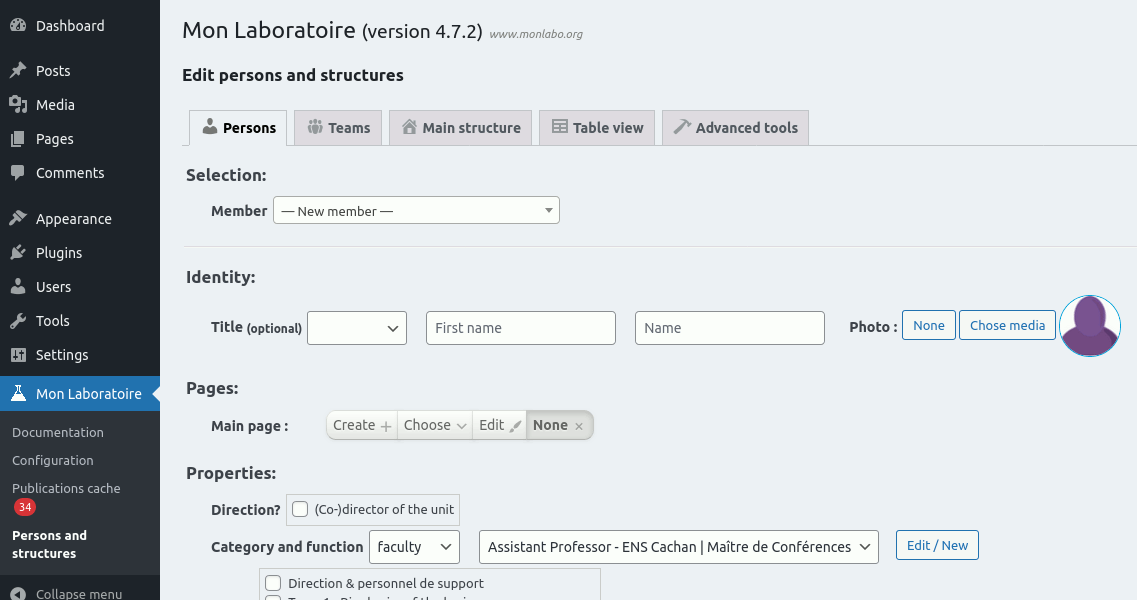 Dashboard
Posts
Media
Pages
Comments
Appearance
Plugins
Users
Tools
Settings
Mon Laboratoire
Documentation
Configuration
Publications cache
34
Persons and
structures
Collapse menu
Mon Laboratoire (version 4.7.2) www.monlabo.org
Edit persons and structures
Persons Teams Main structure Table view Advanced tools
Selection:
Member — New member —
Identity:
Title (optional) First name Name Photo : None Chose media
Pages:
Main page : Create Choose Edit None ×
Properties:
Direction? (Co-)director of the unit
Category and function faculty Assistant Professor - ENS Cachan | Maître de Conférences Edit / New
Direction & personnel de support